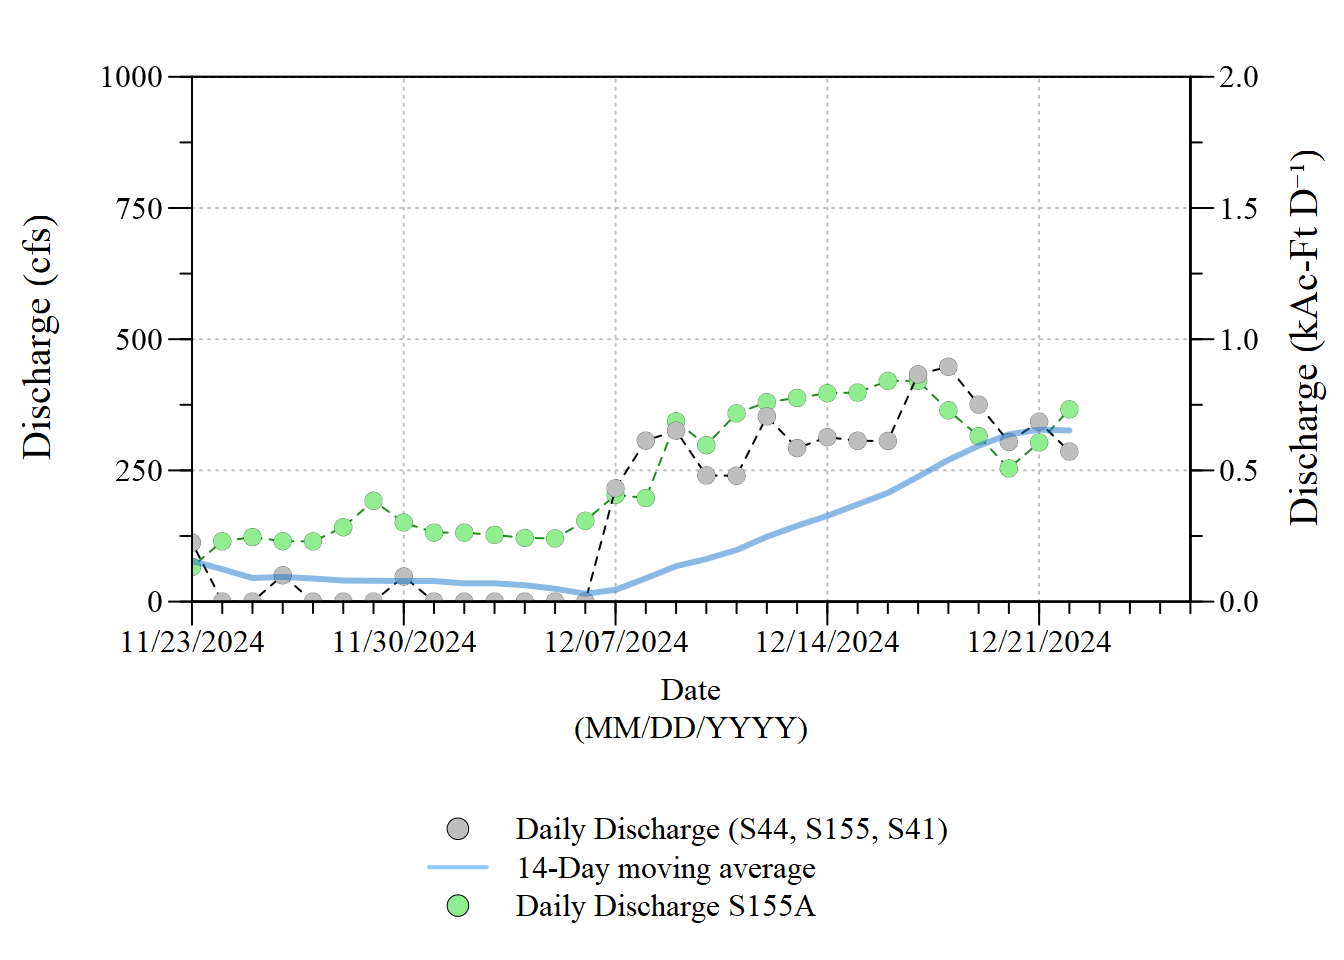 1000
750
500
250
0
Discharge (cfs)
2.0
1.5
1.0
0.5
0.0
Discharge (kAc-Ft D⁻¹)
11/23/2024
11/30/2024
12/07/2024
12/14/2024
12/21/2024
Date
(MM/DD/YYYY)
Daily Discharge (S44, S155, S41)
14-Day moving average
Daily Discharge S155A